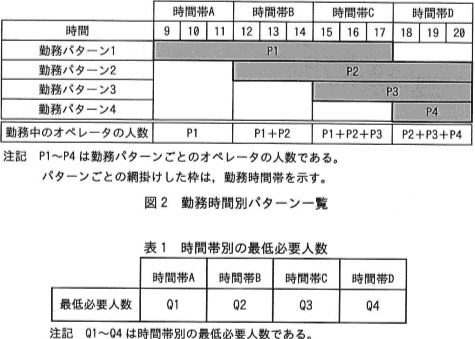 時間帯A 時間帯B 時間帯C 時間帯D
時間 9 10 11 12 13 14 15 16 17 18 19 20
勤務パターン1 P1
勤務パターン2 P2
勤務パターン3 P3
勤務パターン4 P4
勤務中のオペレータの人数 P1 P1+P2 P1+P2+P3 P2+P3+P4
注記 P1～P4は勤務パターンごとのオペレータの人数である。
パターンごとの網掛けした枠は，勤務時間帯を示す。
図2 勤務時間別パターン一覧
表1 時間帯別の最低必要人数
時間帯A 時間帯B 時間帯C 時間帯D
最低必要人数 Q1 Q2 Q3 Q4
注記 Q1～Q4は時間帯別の最低必要人数である。